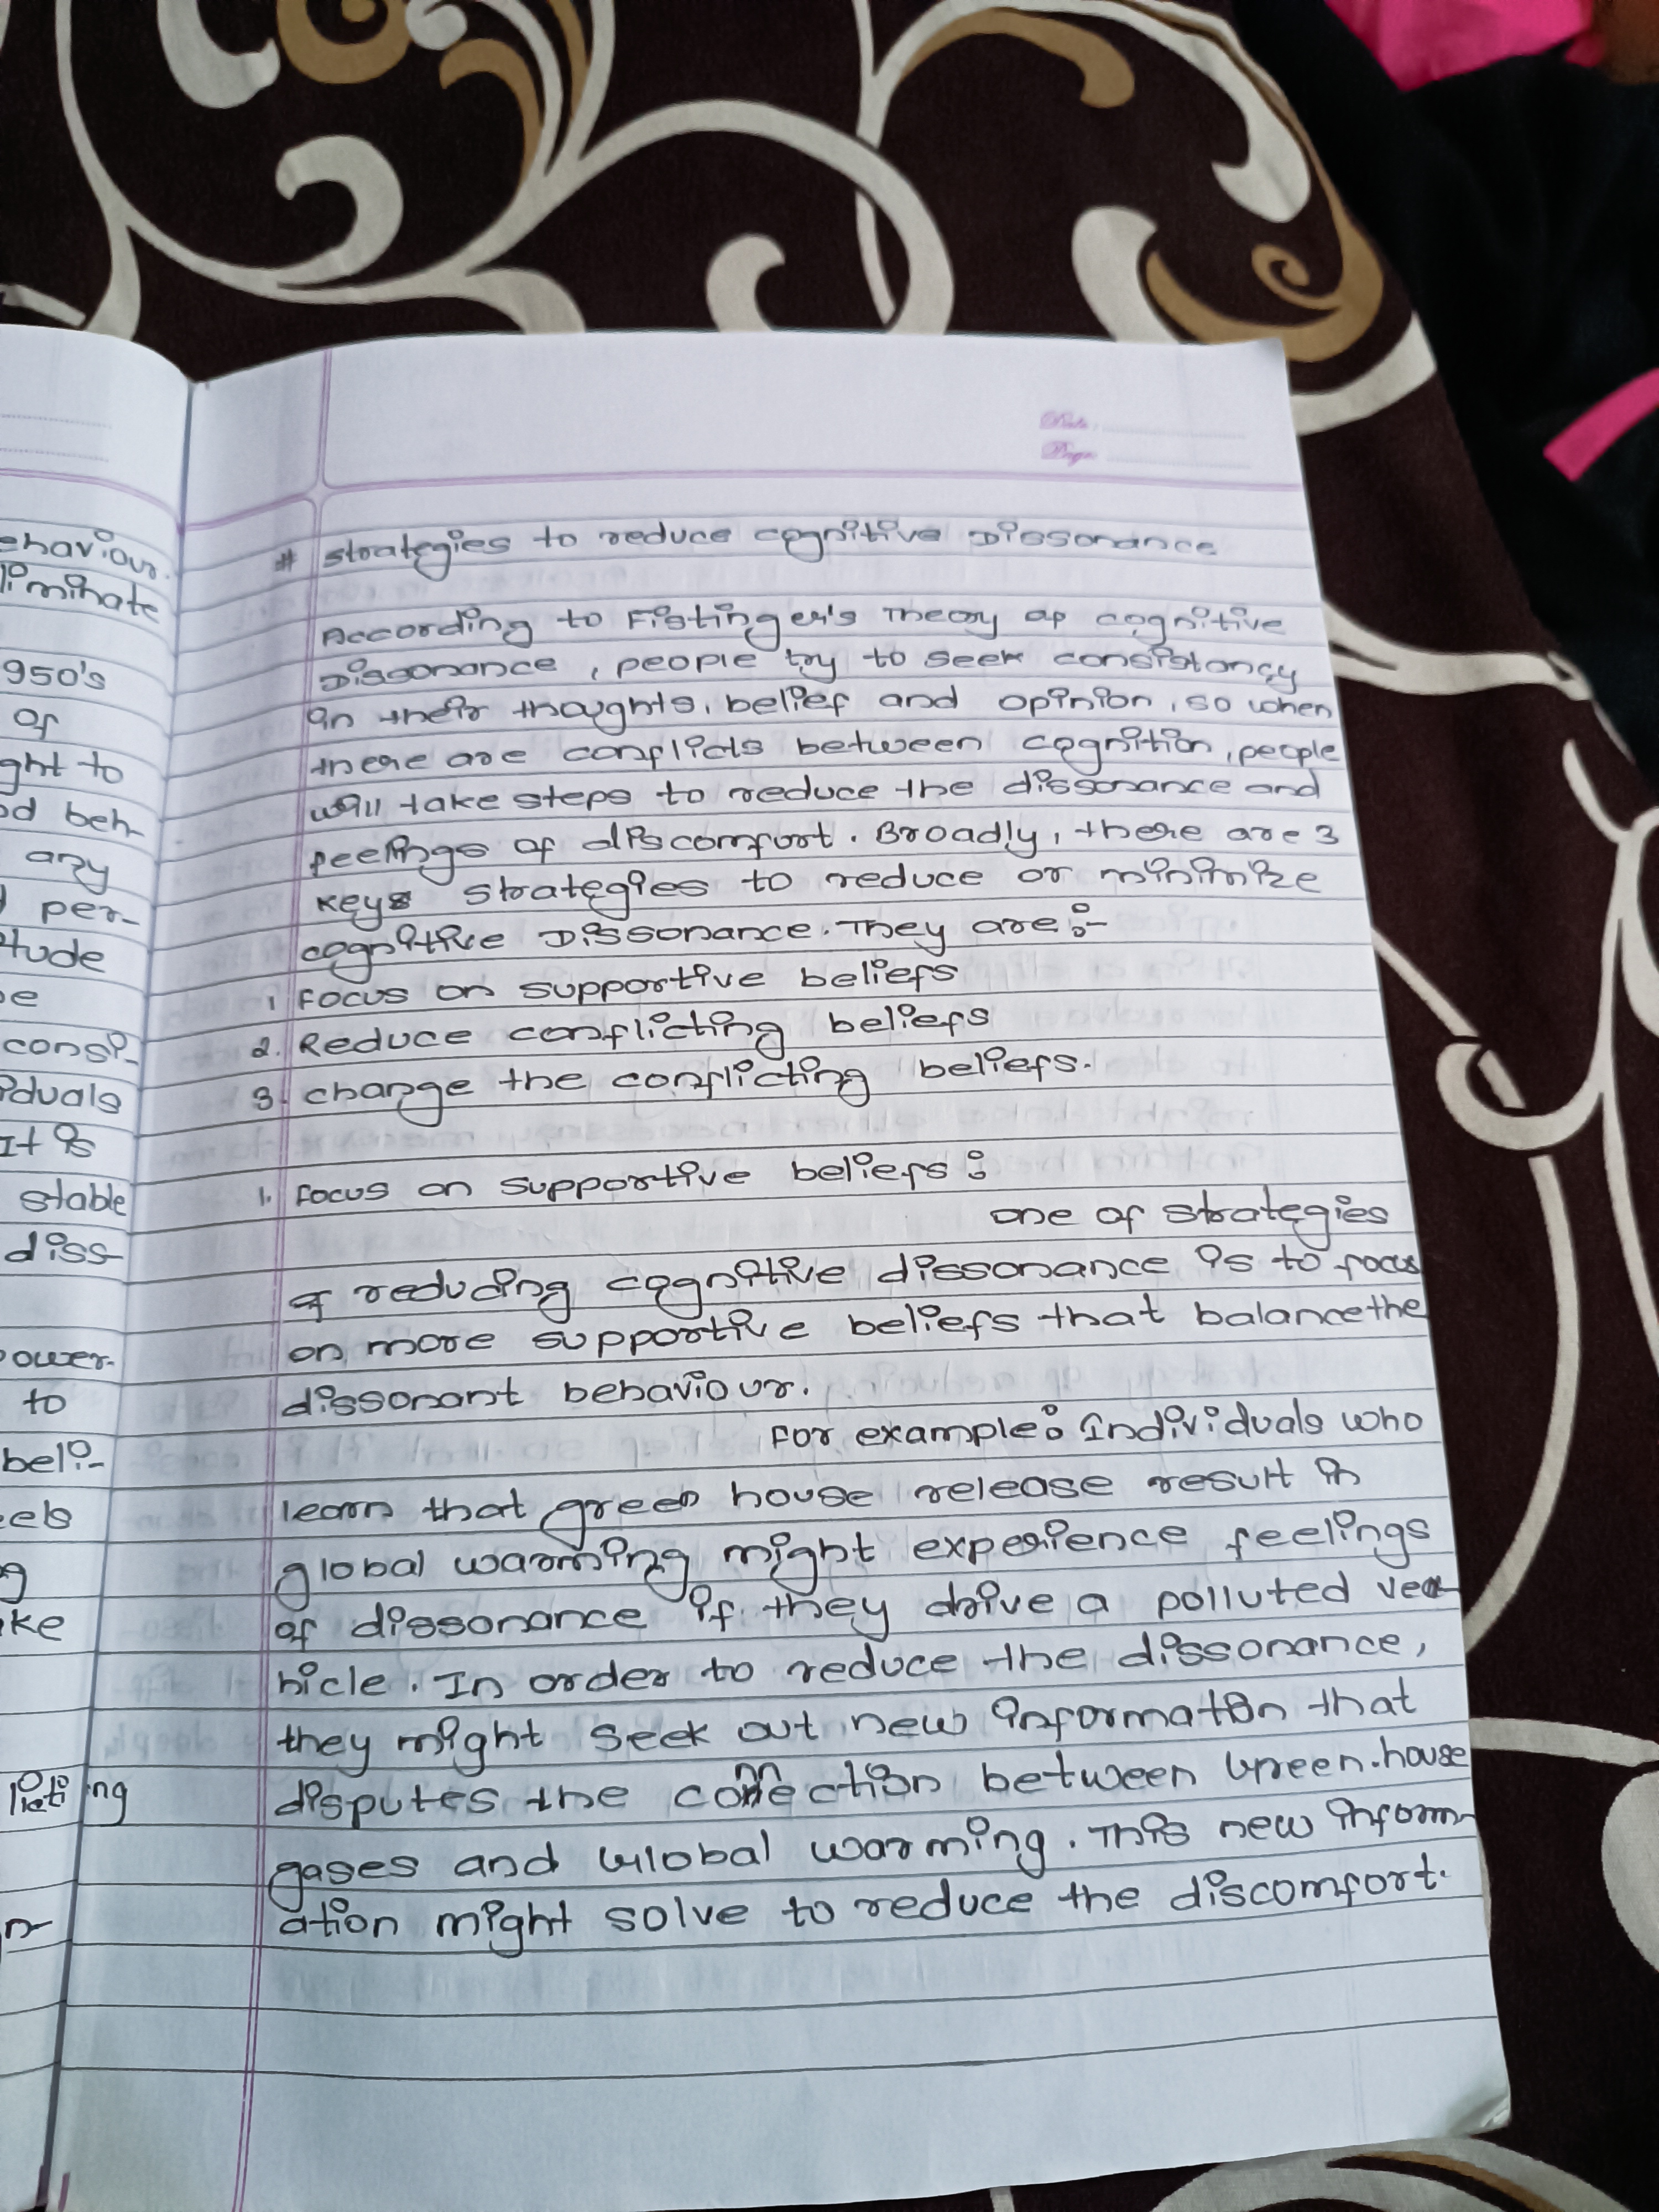 Date
Page
# Strategies to reduce cognitive Dissonance
According to Fistinger's Theory of cognitive
Dissonance, people try to seek consistancy
in their thoughts, belief and opinion, so when
there are conflicts between cognition, people
will take steps to reduce the dissonance and
feelings of discomfort. Broadly, there are 3
keys strategies to reduce or minimize
cognitive Dissonance. They are :-
1 Focus on supportive beliefs
2. Reduce conflicting beliefs
3. change the conflicting beliefs.
1. Focus on supportive beliefs :
one of strategies
of reducing cognitive dissonance is to focus
on more supportive beliefs that balance the
dissonant behaviour.
For example: Individuals who
learn that green house release result in
global warming might experience feelings
of dissonance if they drive a polluted ve-
hicle. In order to reduce the dissonance,
they might seek out new information that
disputes the connection between Green.house
gases and Global warming. This new inform-
ation might solve to reduce the discomfort.
ehaviour.
liminate
950's
of
ght to
od beh-
any
per-
tude
consi-
iduals
It is
stable
diss-
ower-
to
beli-
eels
g
ke
licting
n-